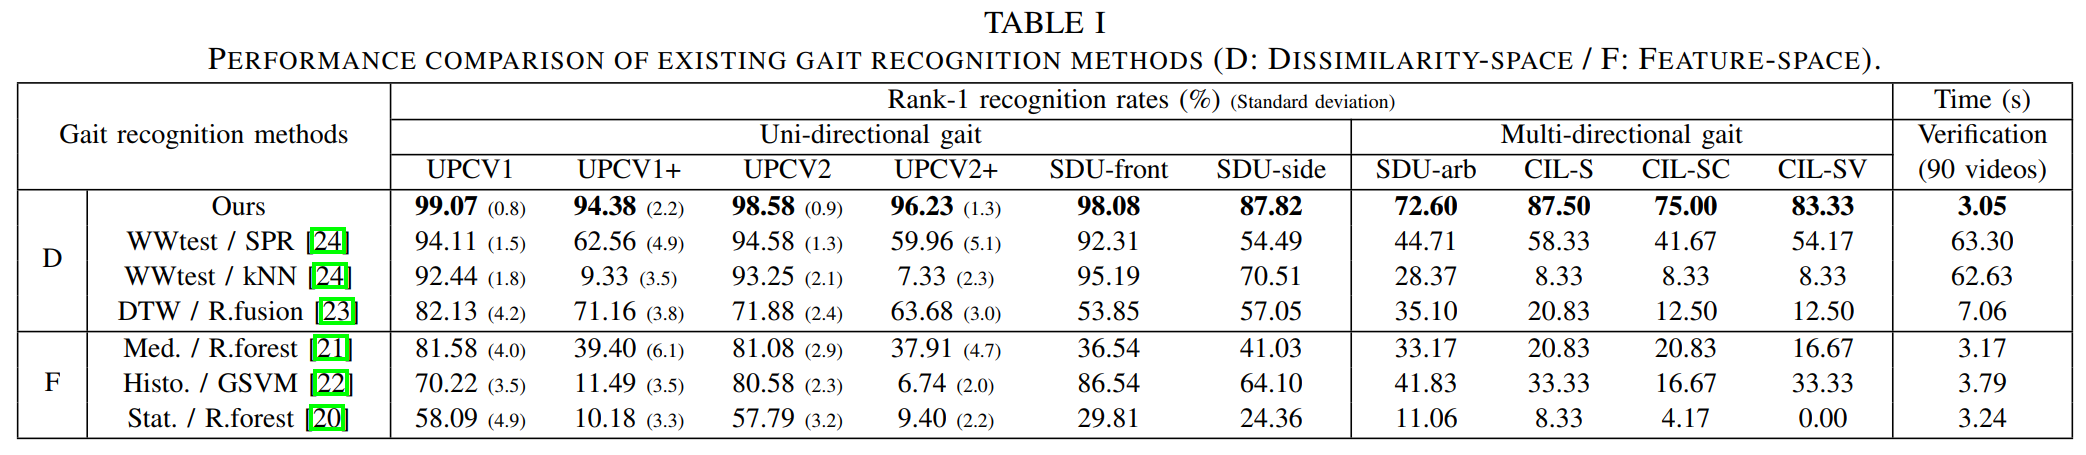 TABLE I
PERFORMANCE COMPARISON OF EXISTING GAIT RECOGNITION METHODS (D: DISSIMILARITY-SPACE / F: FEATURE-SPACE).
Gait recognition methods Rank-1 recognition rates (%) (Standard deviation) Time (s)
Uni-directional gait Multi-directional gait Verification
UPCV1 UPCV1+ UPCV2 UPCV2+ SDU-front SDU-side SDU-arb CIL-S CIL-SC CIL-SV (90 videos)
D
Ours 99.07 (0.8) 94.38 (2.2) 98.58 (0.9) 96.23 (1.3) 98.08 87.82 72.60 87.50 75.00 83.33 3.05
WWtest / SPR [24] 94.11 (1.5) 62.56 (4.9) 94.58 (1.3) 59.96 (5.1) 92.31 54.49 44.71 58.33 41.67 54.17 63.30
WWtest / kNN [24] 92.44 (1.8) 9.33 (3.5) 93.25 (2.1) 7.33 (2.3) 95.19 70.51 28.37 8.33 8.33 8.33 62.63
DTW / R.fusion [23] 82.13 (4.2) 71.16 (3.8) 71.88 (2.4) 63.68 (3.0) 53.85 57.05 35.10 20.83 12.50 12.50 7.06
F
Med. / R.forest [21] 81.58 (4.0) 39.40 (6.1) 81.08 (2.9) 37.91 (4.7) 36.54 41.03 33.17 20.83 20.83 16.67 3.17
Histo. / GSVM [22] 70.22 (3.5) 11.49 (3.5) 80.58 (2.3) 6.74 (2.0) 86.54 64.10 41.83 33.33 16.67 33.33 3.79
Stat. / R.forest [20] 58.09 (4.9) 10.18 (3.3) 57.79 (3.2) 9.40 (2.2) 29.81 24.36 11.06 8.33 4.17 0.00 3.24